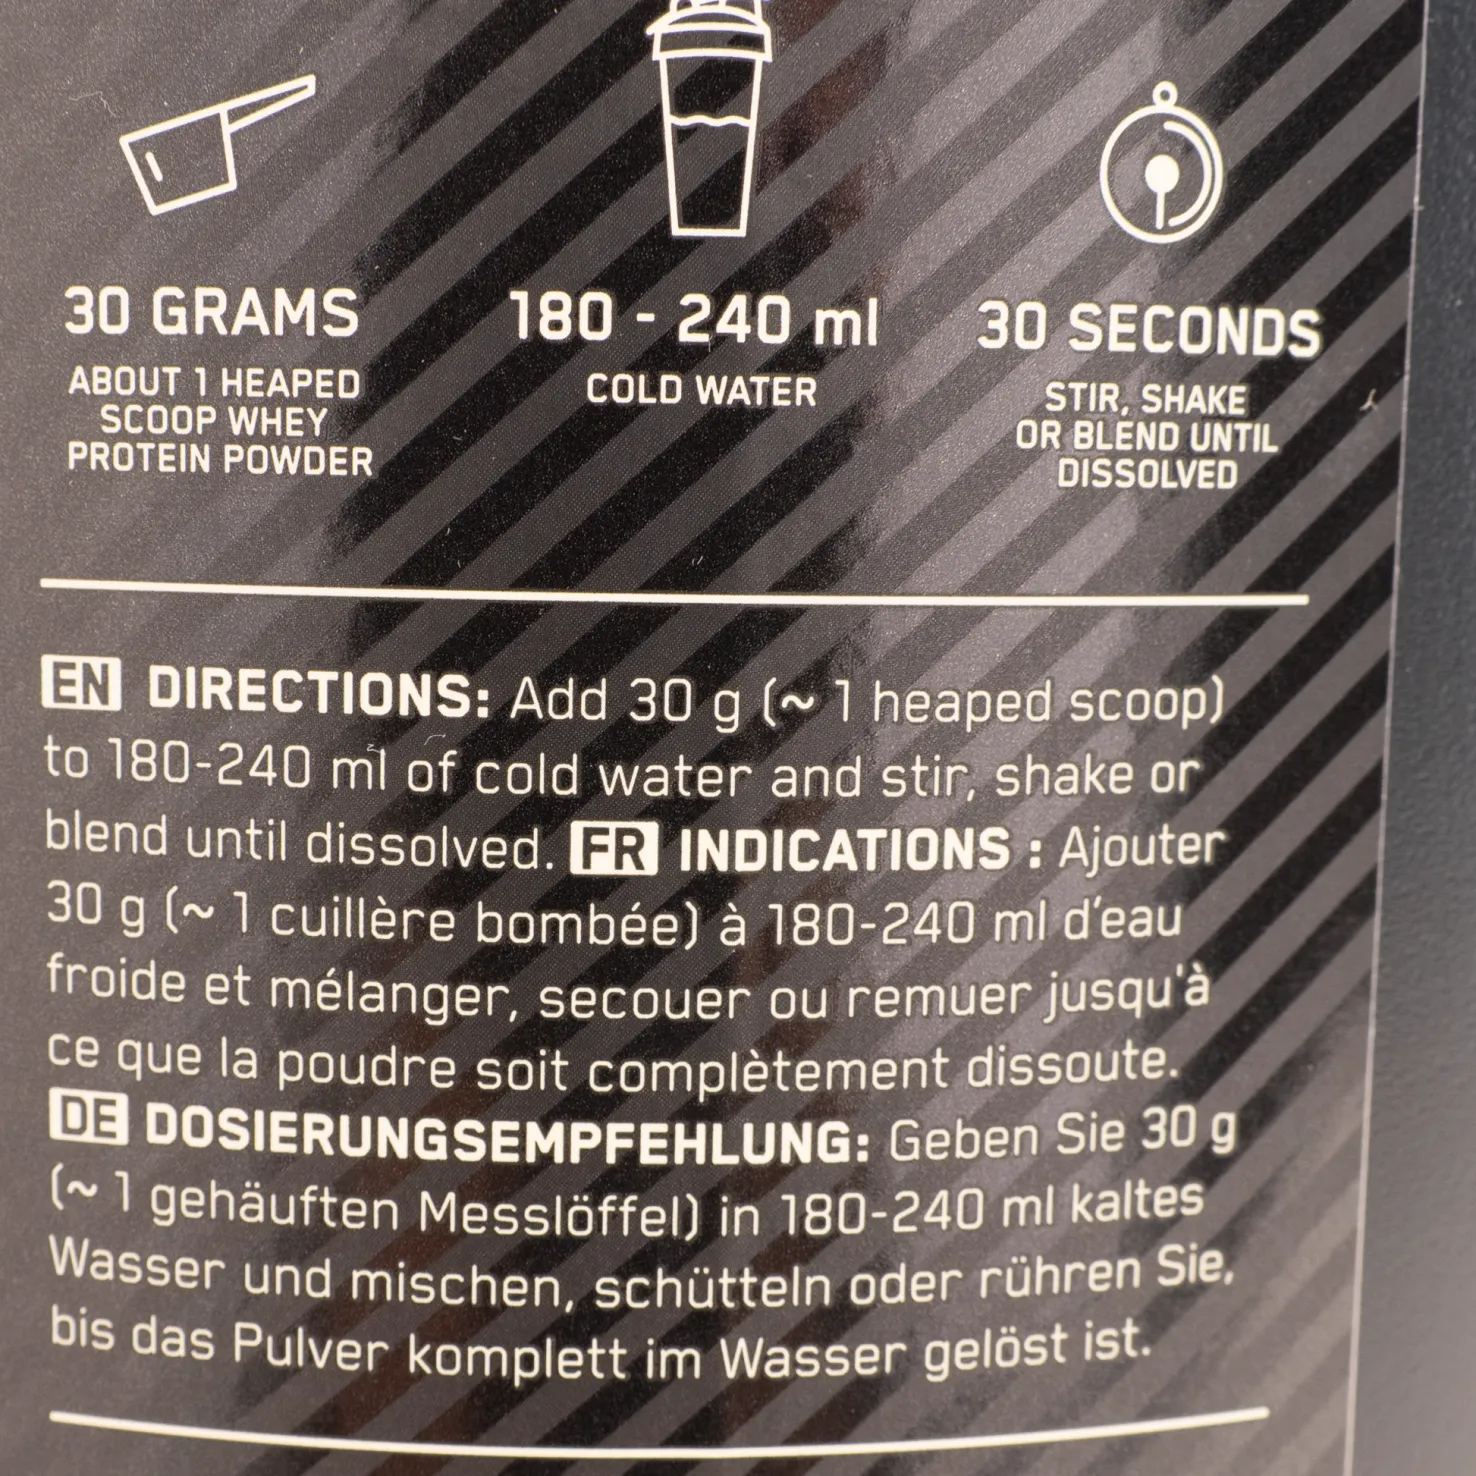 30 GRAMS
ABOUT 1 HEAPED
SCOOP WHEY
PROTEIN POWDER
180 - 240 ml
COLD WATER
30 SECONDS
STIR, SHAKE
OR BLEND UNTIL
DISSOLVED
EN DIRECTIONS: Add 30 g (~ 1 heaped scoop)
to 180-240 ml of cold water and stir, shake or
blend until dissolved. FR INDICATIONS : Ajouter
30 g (~ 1 cuillère bombée) à 180-240 ml d'eau
froide et mélanger, secouer ou remuer jusqu'à
ce que la poudre soit complètement dissoute.
DE DOSIERUNGSEMPFEHLUNG: Geben Sie 30 g
(~ 1 gehäuften Messlöffel) in 180-240 ml kaltes
Wasser und mischen, schütteln oder rühren Sie,
bis das Pulver komplett im Wasser gelöst ist.